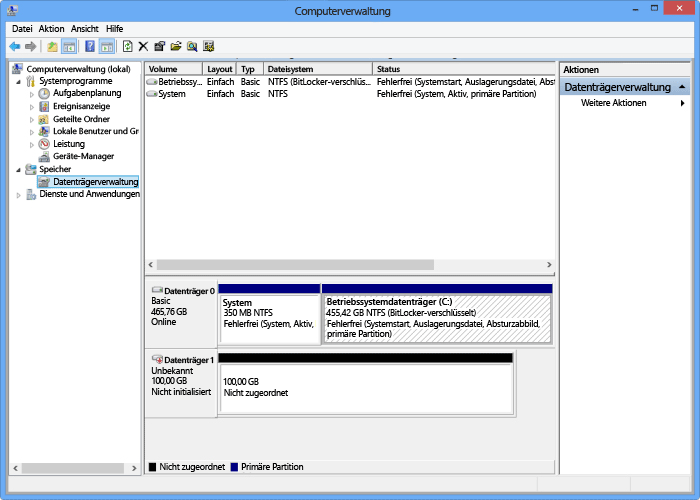 Computerverwaltung
Datei Aktion Ansicht Hilfe
Computerverwaltung (lokal)
Systemprogramme
Aufgabenplanung
Ereignisanzeige
Geteilte Ordner
Lokale Benutzer und Gr
Leistung
Geräte-Manager
Speicher
Datenträgerverwaltung
Dienste und Anwendungen
Volume Layout Typ Dateisystem Status
Betriebssy... Einfach Basic NTFS (BitLocker-verschlüs... Fehlerfrei (Systemstart, Auslagerungsdatei, Abst
System Einfach Basic NTFS Fehlerfrei (System, Aktiv, primäre Partition)
Datenträger 0
Basic
465,76 GB
Online
System
350 MB NTFS
Fehlerfrei (System, Aktiv,
Betriebssystemdatenträger (C:)
455,42 GB NTFS (BitLocker-verschlüsselt)
Fehlerfrei (Systemstart, Auslagerungsdatei, Absturzabbild,
primäre Partition)
Datenträger 1
Unbekannt
100,00 GB
Nicht initialisiert
100,00 GB
Nicht zugeordnet
Nicht zugeordnet Primäre Partition
Aktionen
Datenträgerverwaltung
Weitere Aktionen